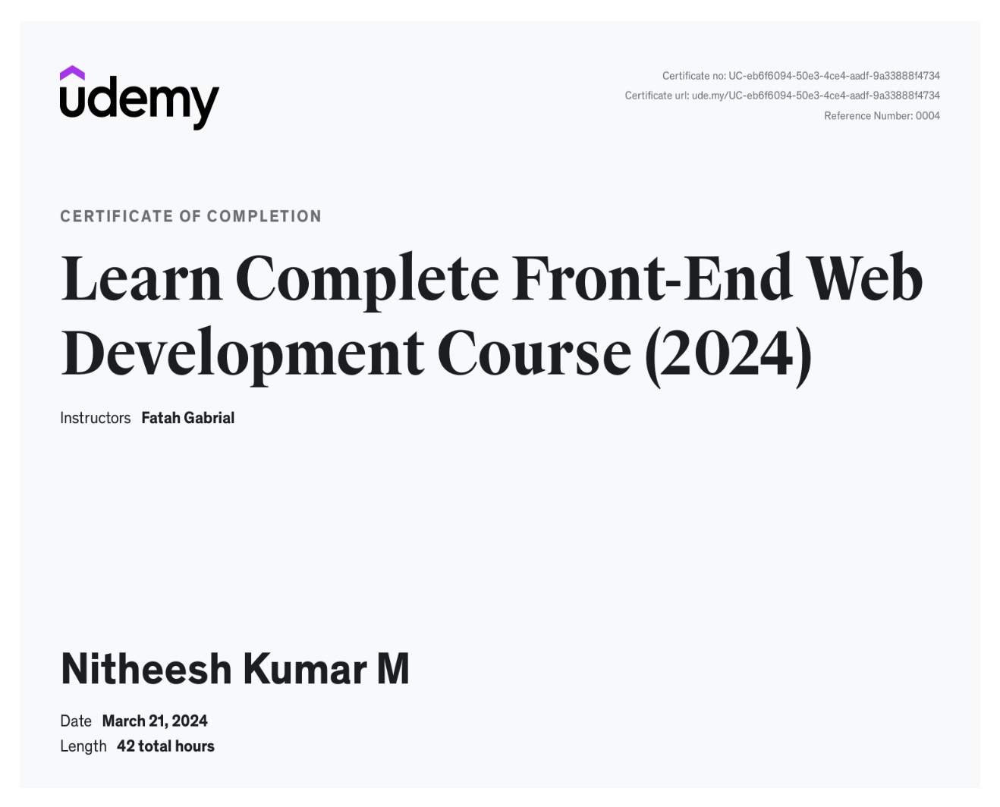 udemy
Certificate no: UC-eb6f6094-50e3-4ce4-aadf-9a33888f4734
Certificate url: ude.my/UC-eb6f6094-50e3-4ce4-aadf-9a33888f4734
Reference Number: 0004
CERTIFICATE OF COMPLETION
Learn Complete Front-End Web
Development Course (2024)
Instructors Fatah Gabrial
Nitheesh Kumar M
Date March 21, 2024
Length 42 total hours